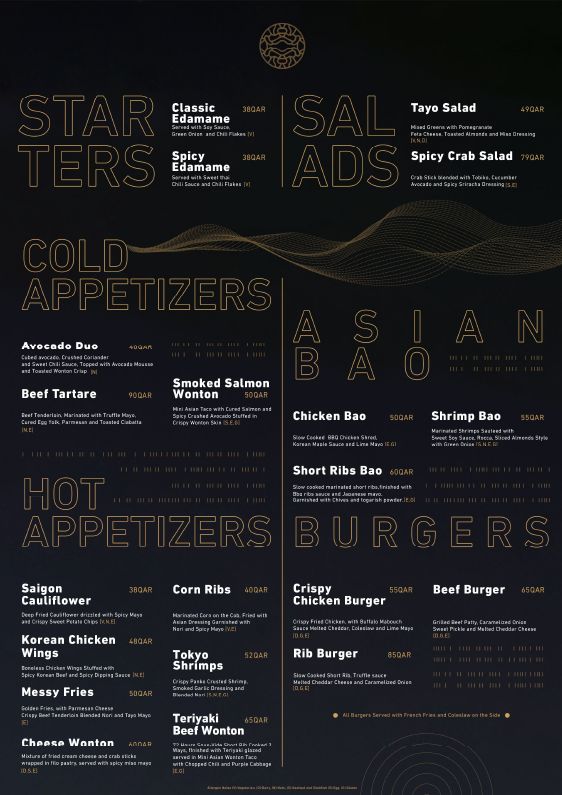 STAR
TERS
Classic
Edamame
38QAR
Served with Soy Sauce,
Green Onion and Chili Flakes [V]
Spicy
Edamame
38QAR
Served with Sweet thai
Chili Sauce and Chili Flakes [V]
SAL
ADS
Tayo Salad 49QAR
Mixed Greens with Pomegranate
Feta Cheese, Toasted Almonds and Miso Dressing
[V,N,D]
Spicy Crab Salad 79QAR
Crab Stick blended with Tobiko, Cucumber
Avocado and Spicy Sriracha Dressing [S,E]
COLD
APPETIZERS
Avocado Duo 40QAR
Cubed avocado, Crushed Coriander
and Sweet Chili Sauce, Topped with Avocado Mousse
and Toasted Wonton Crisp [N]
Beef Tartare 90QAR
Beef Tenderloin, Marinated with Truffle Mayo,
Cured Egg Yolk, Parmesan and Toasted Ciabatta
[N,E]
Smoked Salmon
Wonton 50QAR
Mini Asian Taco with Cured Salmon and
Spicy Crushed Avocado Stuffed in
Crispy Wonton Skin [S,E,G]
ASIAN
BAO
Chicken Bao 50QAR
Slow Cooked BBQ Chicken Shred,
Korean Maple Sauce and Lime Mayo [E,G]
Shrimp Bao 55QAR
Marinated Shrimps Sauteed with
Sweet Soy Sauce, Rocca, Sliced Almonds Style
with Green Onion [S,N,E,G]
Short Ribs Bao 60QAR
Slow cooked marinated short ribs,finished with
Bbo ribs sauce and Japanese mayo.
Garnished with Chives and togarish powder.[E,G]
HOT
APPETIZERS
Saigon
Cauliflower
38QAR
Deep Fried Cauliflower drizzled with Spicy Mayo
and Crispy Sweet Potato Chips [V,N,E]
Korean Chicken
Wings
48QAR
Boneless Chicken Wings Stuffed with
Spicy Korean Beef and Spicy Dipping Sauce [N,E]
Messy Fries 50QAR
Golden Fries, with Parmesan Cheese
Crispy Beef Tenderloin Blended Nori and Tayo Mayo
[E]
Cheese Wonton 60QAR
Mixture of fried cream cheese and crab sticks
wrapped in filo pastry, served with spicy miso mayo
[D,S,E]
Corn Ribs 40QAR
Marinated Corn on the Cob, Fried with
Asian Dressing Garnished with
Nori and Spicy Mayo [V,E]
Tokyo
Shrimps
52QAR
Crispy Panko Crusted Shrimp,
Smoked Garlic Dressing and
Blended Nori [S,N,E,G]
Teriyaki
Beef Wonton
65QAR
72 Hours Sous-Vide Short Rib Cooked 3
Ways, finished with Teriyaki glazed
served in Mini Asian Wonton Taco
with Chopped Chili and Purple Cabbage
[E,G]
BURGERS
Crispy
Chicken Burger
55QAR
Crispy Fried Chicken, with Buffalo Mabouch
Sauce Melted Cheddar, Coleslaw and Lime Mayo
[D,G,E]
Beef Burger 65QAR
Grilled Beef Patty, Caramelized Onion
Sweet Pickle and Melted Cheddar Cheese
[D,G,E]
Rib Burger 85QAR
Slow Cooked Short Rib, Truffle sauce
Melted Cheddar Cheese and Caramelized Onion
[D,G,E]
All Burgers Served with French Fries and Coleslaw on the Side